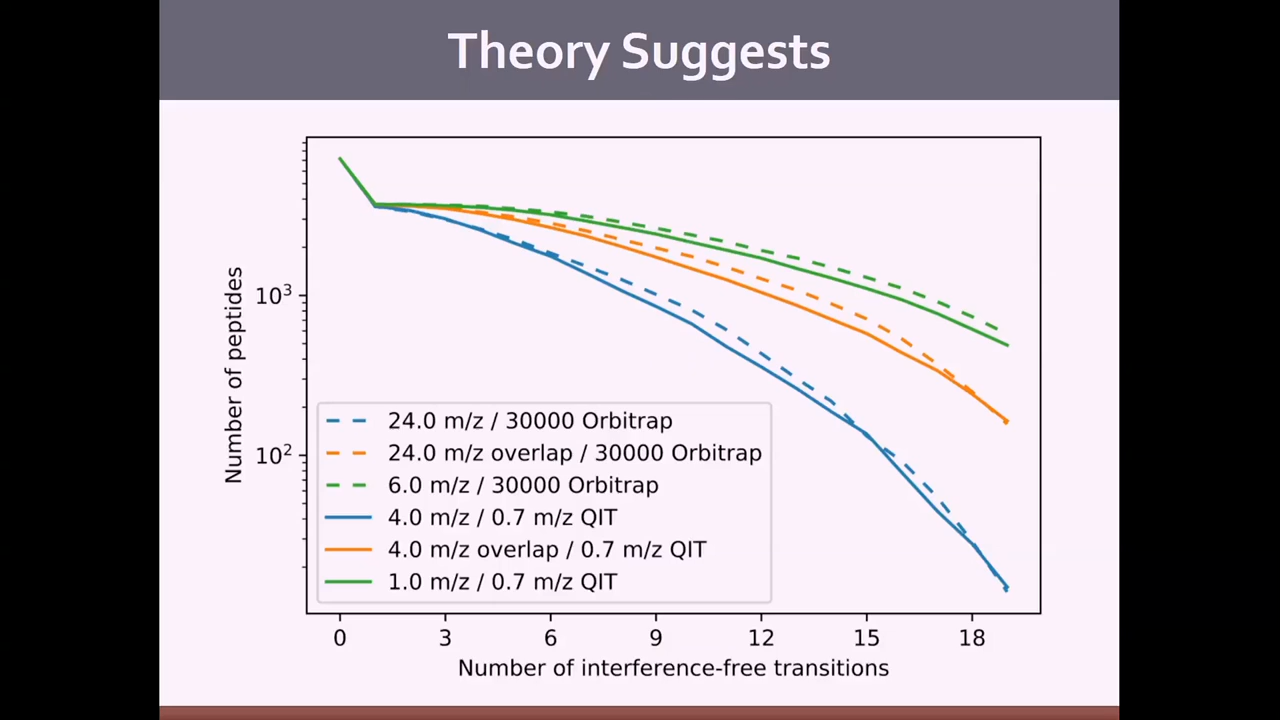 Theory Suggests
Number of peptides
10³
10²
24.0 m/z / 30000 Orbitrap
24.0 m/z overlap / 30000 Orbitrap
6.0 m/z / 30000 Orbitrap
4.0 m/z / 0.7 m/z QIT
4.0 m/z overlap / 0.7 m/z QIT
1.0 m/z / 0.7 m/z QIT
0 3 6 9 12 15 18
Number of interference-free transitions